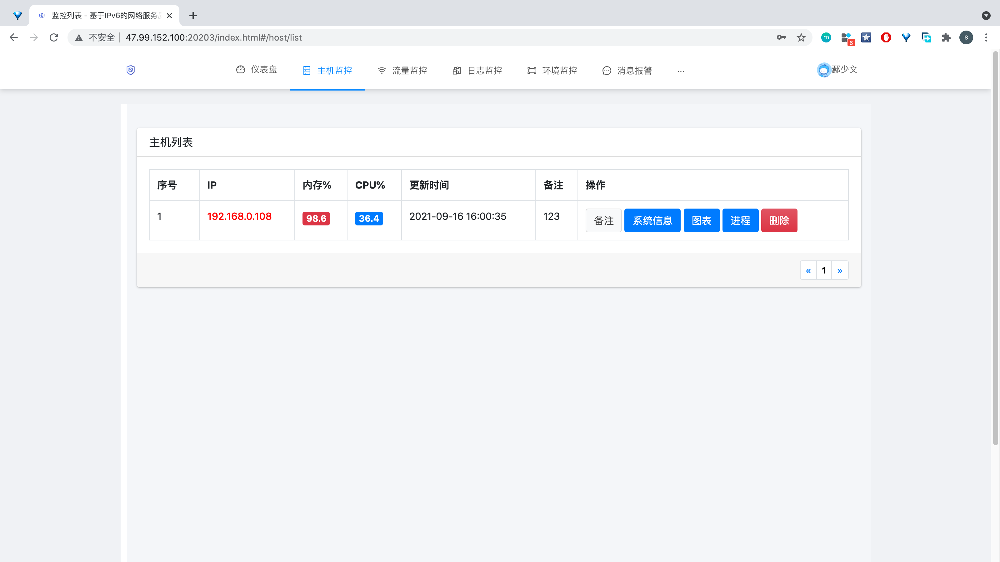 监控列表 - 基于IPv6的网络服务
不安全 47.99.152.100:20203/index.html#/host/list
m
6
s
仪表盘 主机监控 流量监控 日志监控 环境监控 消息报警 ... 鄢少文
主机列表
序号 IP 内存% CPU% 更新时间 备注 操作
1 192.168.0.108 98.6 36.4 2021-09-16 16:00:35 123 备注 系统信息 图表 进程 删除
« 1 »